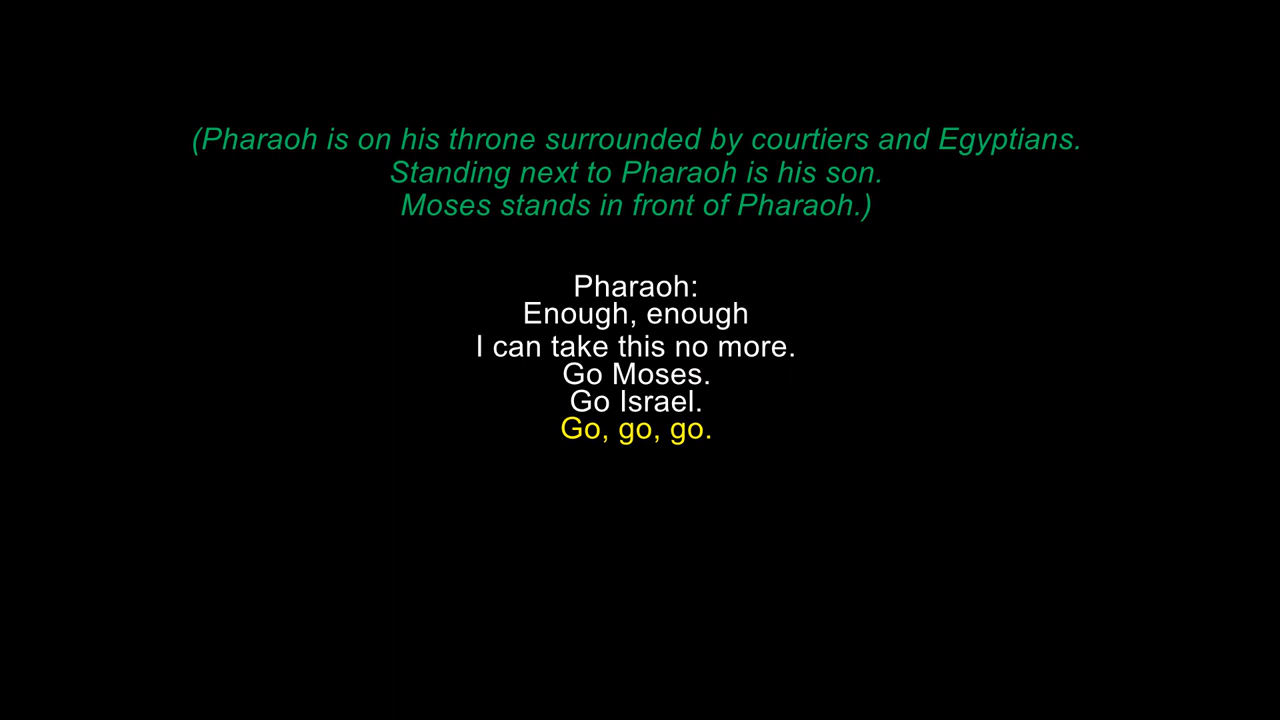 (Pharaoh is on his throne surrounded by courtiers and Egyptians.
Standing next to Pharaoh is his son.
Moses stands in front of Pharaoh.)
Pharaoh:
Enough, enough
I can take this no more.
Go Moses.
Go Israel.
Go, go, go.